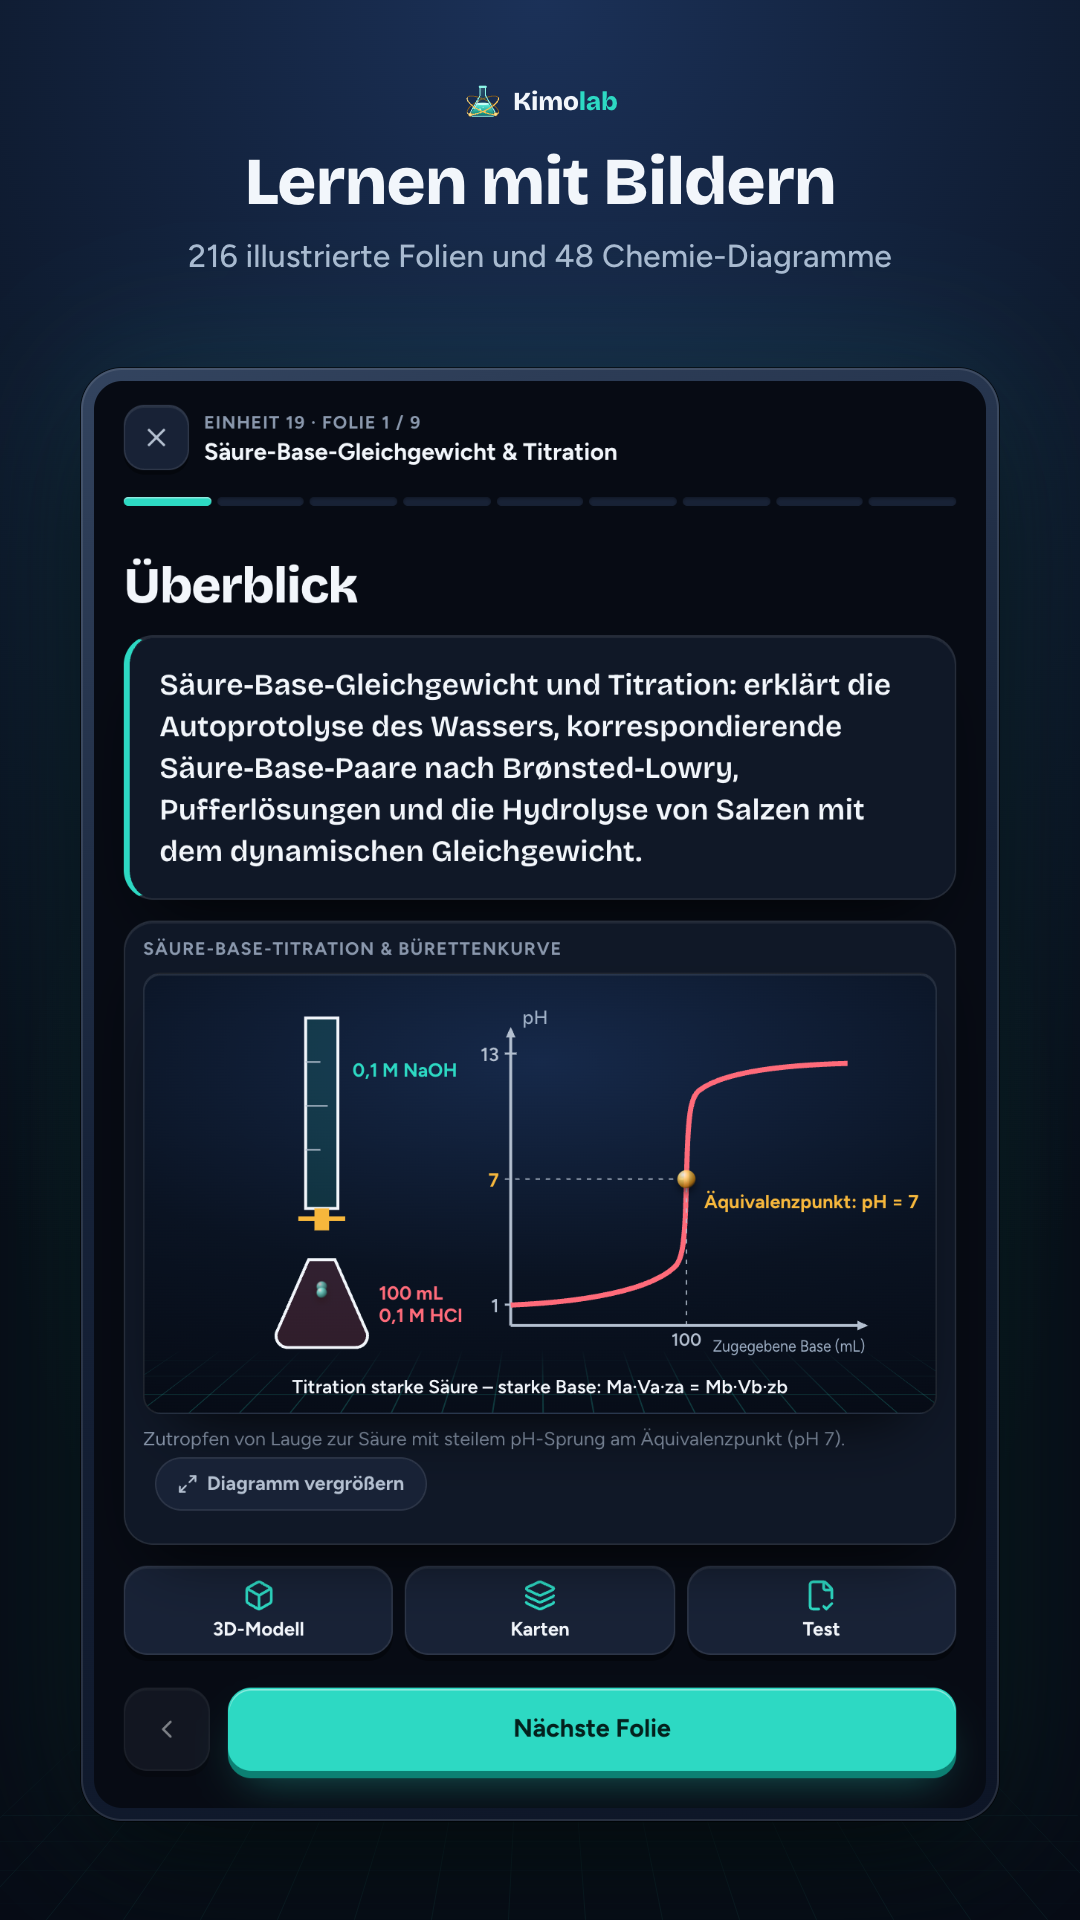 Kimolab
Lernen mit Bildern
216 illustrierte Folien und 48 Chemie-Diagramme
EINHEIT 19 · FOLIE 1 / 9
Säure-Base-Gleichgewicht & Titration
Überblick
Säure-Base-Gleichgewicht und Titration: erklärt die
Autoprotolyse des Wassers, korrespondierende
Säure-Base-Paare nach Brønsted-Lowry,
Pufferlösungen und die Hydrolyse von Salzen mit
dem dynamischen Gleichgewicht.
SÄURE-BASE-TITRATION & BÜRETTENKURVE
pH
13
0,1 M NaOH
7
Äquivalenzpunkt: pH = 7
100 mL
0,1 M HCl
1
100
Zugegebene Base (mL)
Titration starke Säure – starke Base: Ma·Va·za = Mb·Vb·zb
Zutropfen von Lauge zur Säure mit steilem pH-Sprung am Äquivalenzpunkt (pH 7).
Diagramm vergrößern
3D-Modell
Karten
Test
Nächste Folie